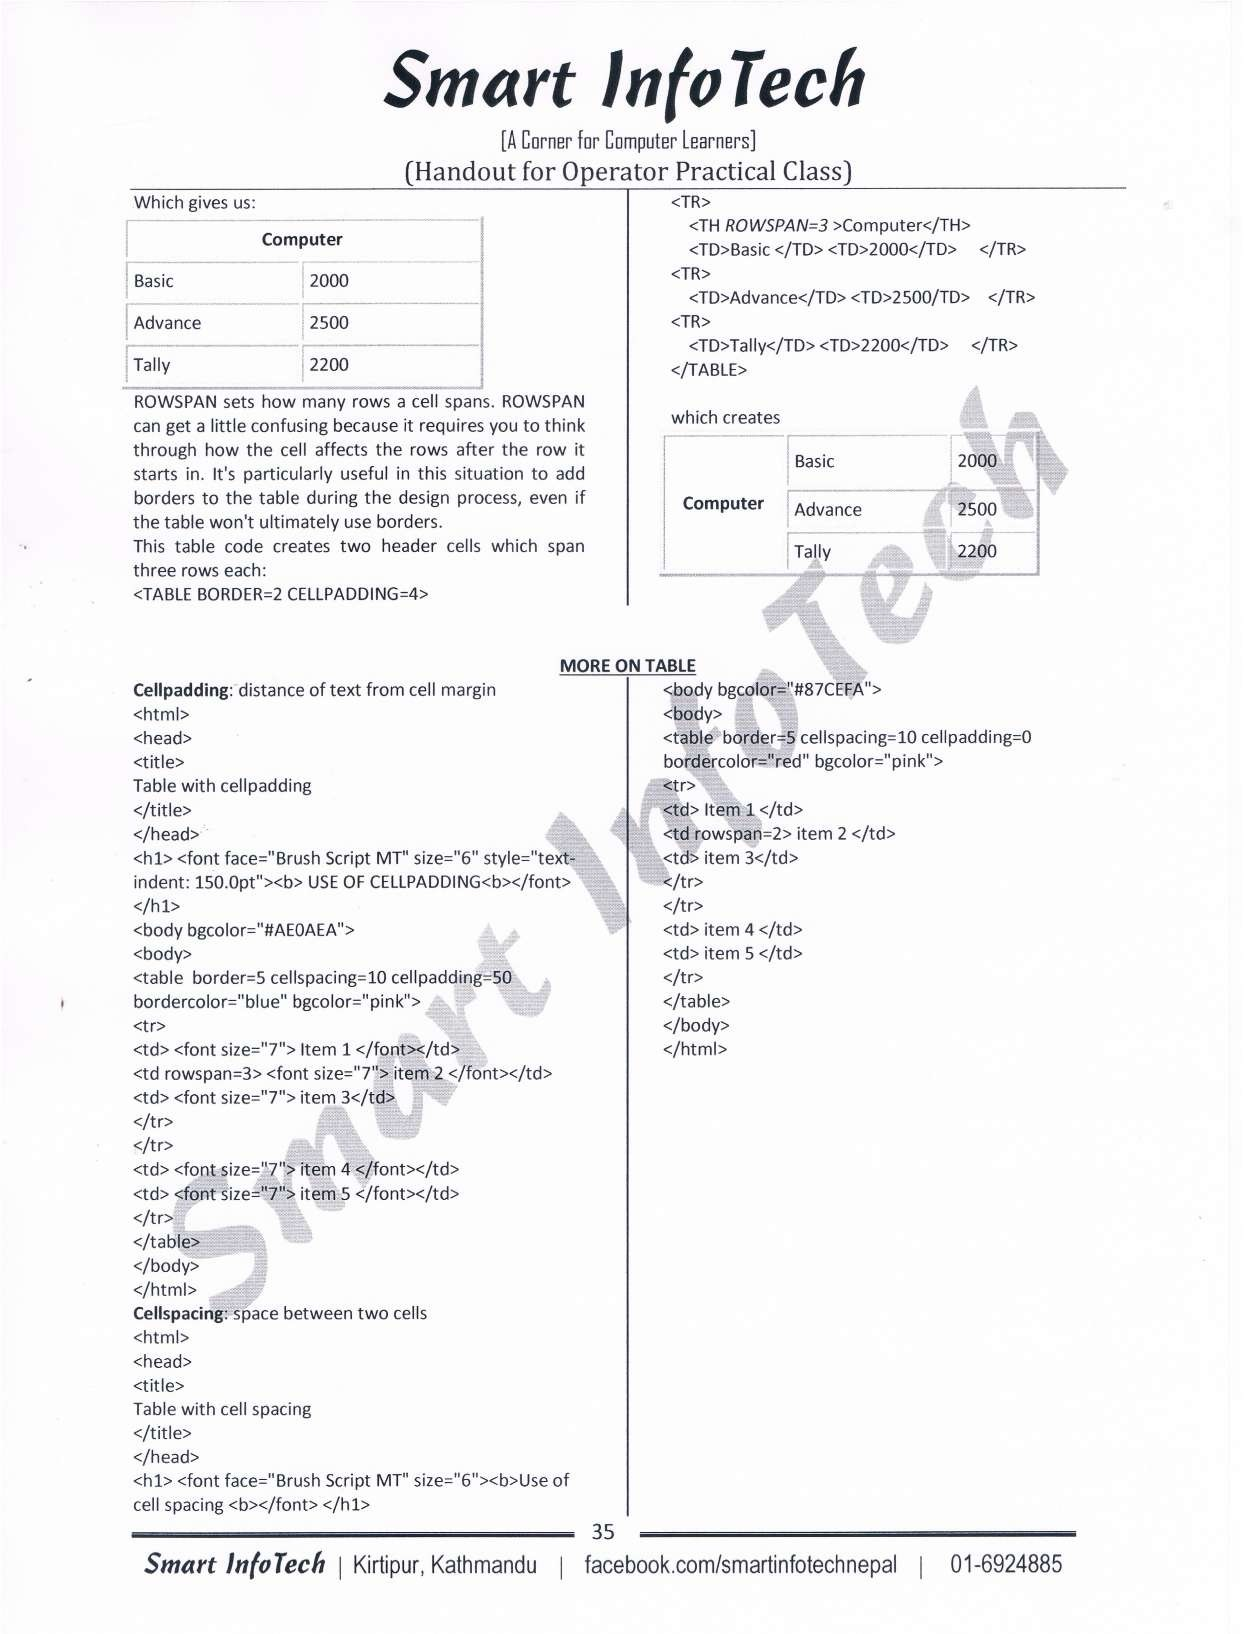 Smart InfoTech
[A Corner for Computer Learners]
(Handout for Operator Practical Class)
Which gives us:
Computer
Basic 2000
Advance 2500
Tally 2200
ROWSPAN sets how many rows a cell spans. ROWSPAN
can get a little confusing because it requires you to think
through how the cell affects the rows after the row it
starts in. It's particularly useful in this situation to add
borders to the table during the design process, even if
the table won't ultimately use borders.
This table code creates two header cells which span
three rows each:
<TABLE BORDER=2 CELLPADDING=4>
<TR>
<TH ROWSPAN=3 >Computer</TH>
<TD>Basic </TD> <TD>2000</TD> </TR>
<TR>
<TD>Advance</TD> <TD>2500/TD> </TR>
<TR>
<TD>Tally</TD> <TD>2200</TD> </TR>
</TABLE>
which creates
Basic 2000
Computer Advance 2500
Tally 2200
MORE ON TABLE
Cellpadding: distance of text from cell margin
<html>
<head>
<title>
Table with cellpadding
</title>
</head>
<h1> <font face="Brush Script MT" size="6" style="text-
indent: 150.0pt"><b> USE OF CELLPADDING<b></font>
</h1>
<body bgcolor="#AE0AEA">
<body>
<table border=5 cellspacing=10 cellpadding=50
bordercolor="blue" bgcolor="pink">
<tr>
<td> <font size="7"> Item 1 </font></td>
<td rowspan=3> <font size="7"> item 2 </font></td>
<td> <font size="7"> item 3</td>
</tr>
</tr>
<td> <font size="7"> item 4 </font></td>
<td> <font size="7"> item 5 </font></td>
</tr>
</table>
</body>
</html>
Cellspacing: space between two cells
<html>
<head>
<title>
Table with cell spacing
</title>
</head>
<h1> <font face="Brush Script MT" size="6"><b>Use of
cell spacing <b></font> </h1>
<body bgcolor="#87CEFA">
<body>
<table border=5 cellspacing=10 cellpadding=0
bordercolor="red" bgcolor="pink">
<tr>
<td> Item 1 </td>
<td rowspan=2> item 2 </td>
<td> item 3</td>
</tr>
</tr>
<td> item 4 </td>
<td> item 5 </td>
</tr>
</table>
</body>
</html>
Smart InfoTech
35
Smart InfoTech | Kirtipur, Kathmandu | facebook.com/smartinfotechnepal | 01-6924885